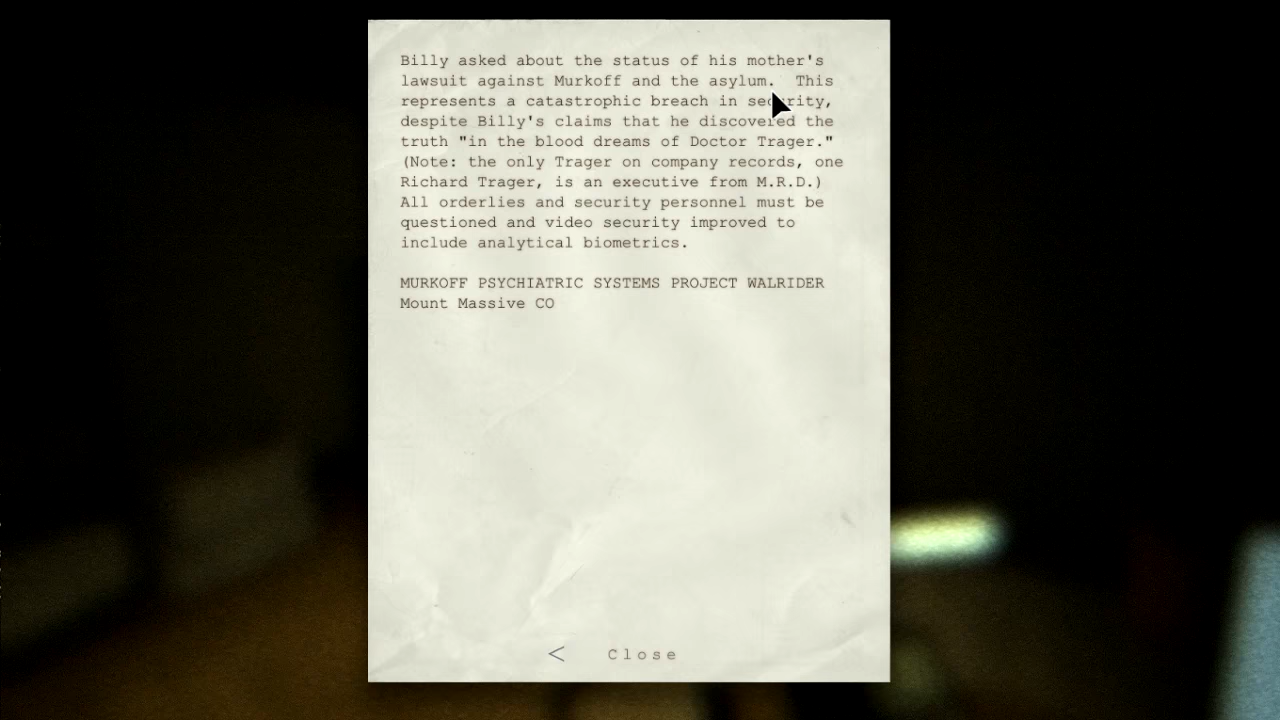 Billy asked about the status of his mother's
lawsuit against Murkoff and the asylum.  This
represents a catastrophic breach in security,
despite Billy's claims that he discovered the
truth "in the blood dreams of Doctor Trager."
(Note: the only Trager on company records, one
Richard Trager, is an executive from M.R.D.)
All orderlies and security personnel must be
questioned and video security improved to
include analytical biometrics.

MURKOFF PSYCHIATRIC SYSTEMS PROJECT WALRIDER
Mount Massive CO
< Close